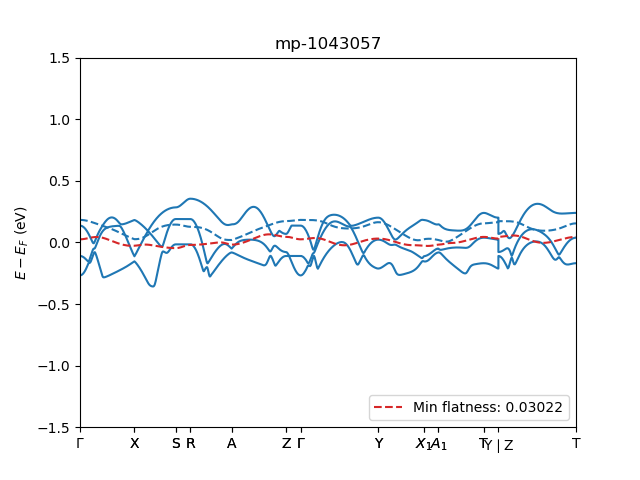 mp-1043057
E − E_F (eV)
1.5
1.0
0.5
0.0
−0.5
−1.0
−1.5
Min flatness: 0.03022
Γ X S R A Z Γ Y X₁ A₁ T Y | Z T